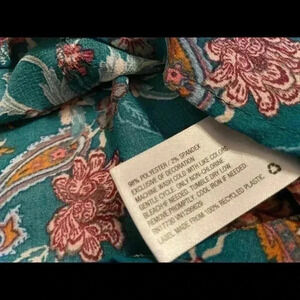 98% POLYESTER / 2% SPANDEX
EXCLUSIVE OF DECORATION
MACHINE WASH COLD WITH LIKE COLORS,
GENTLE CYCLE. ONLY NON-CHLORINE
BLEACH IF NEEDED. TUMBLE DRY LOW.
REMOVE PROMPTLY. COOL IRON IF NEEDED.
LABEL MADE FROM 100% RECYCLED PLASTIC.